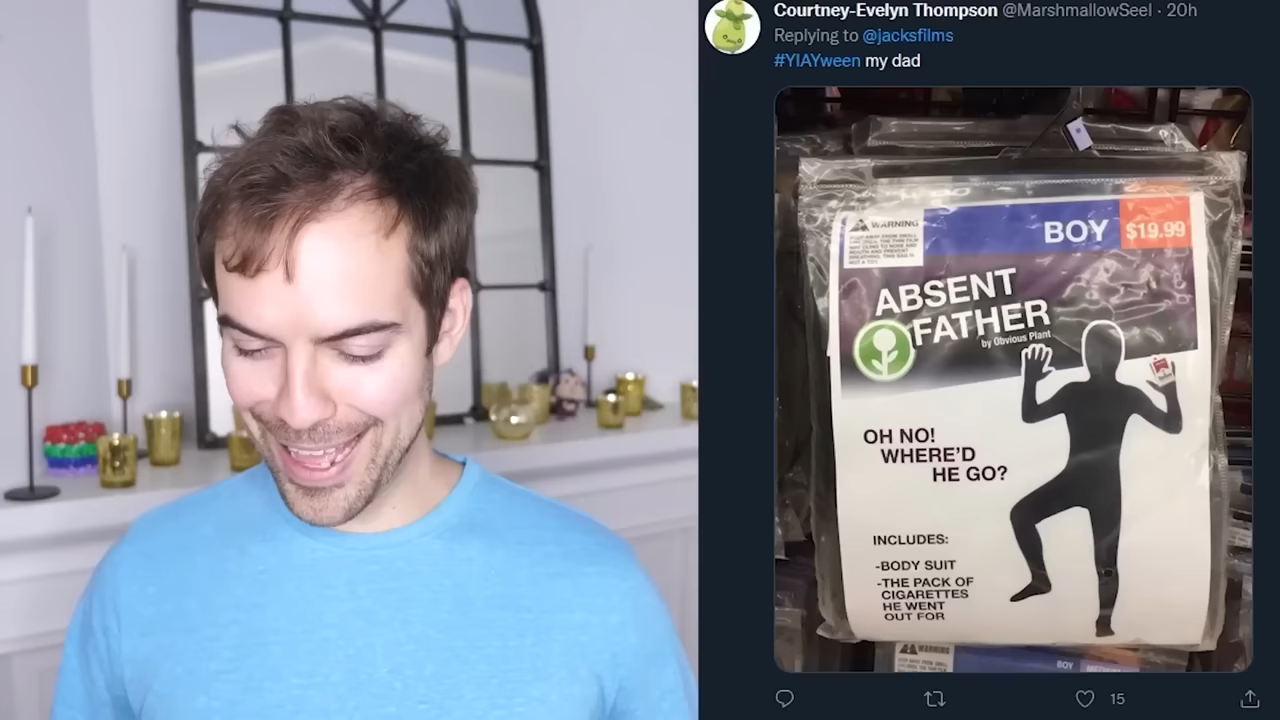 Courtney-Evelyn Thompson @MarshmallowSeel · 20h
Replying to @jacksfilms
#YIAYween my dad
WARNING
BOY
$19.99
ABSENT
FATHER
by Obvious Plant
OH NO!
WHERE'D
HE GO?
INCLUDES:
-BODY SUIT
-THE PACK OF
CIGARETTES
HE WENT
OUT FOR
WARNING
BOY
15